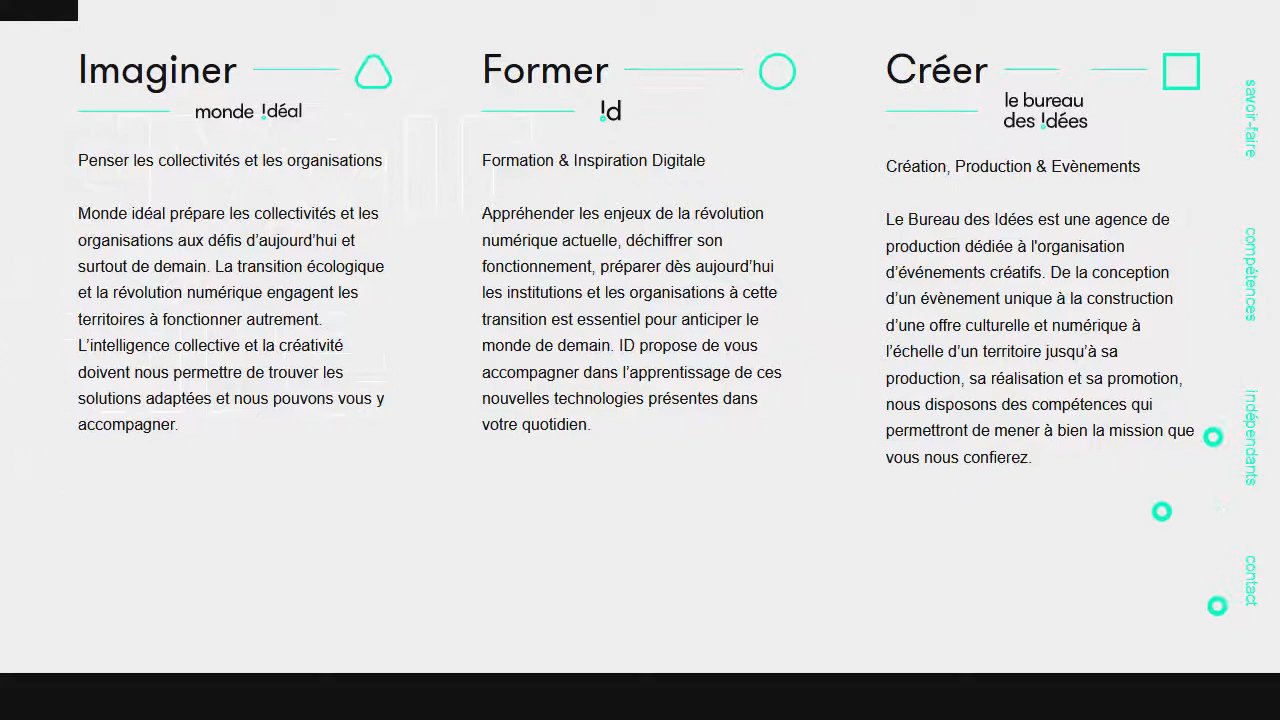 Imaginer
monde !déal
Penser les collectivités et les organisations
Monde idéal prépare les collectivités et les
organisations aux défis d’aujourd’hui et
surtout de demain. La transition écologique
et la révolution numérique engagent les
territoires à fonctionner autrement.
L’intelligence collective et la créativité
doivent nous permettre de trouver les
solutions adaptées et nous pouvons vous y
accompagner.
Former
!d
Formation & Inspiration Digitale
Appréhender les enjeux de la révolution
numérique actuelle, déchiffrer son
fonctionnement, préparer dès aujourd’hui
les institutions et les organisations à cette
transition est essentiel pour anticiper le
monde de demain. ID propose de vous
accompagner dans l’apprentissage de ces
nouvelles technologies présentes dans
votre quotidien.
Créer
le bureau
des !dées
Création, Production & Evènements
Le Bureau des Idées est une agence de
production dédiée à l'organisation
d’événements créatifs. De la conception
d’un évènement unique à la construction
d’une offre culturelle et numérique à
l’échelle d’un territoire jusqu’à sa
production, sa réalisation et sa promotion,
nous disposons des compétences qui
permettront de mener à bien la mission que
vous nous confierez.
savoir-faire
compétences
indépendants
contact